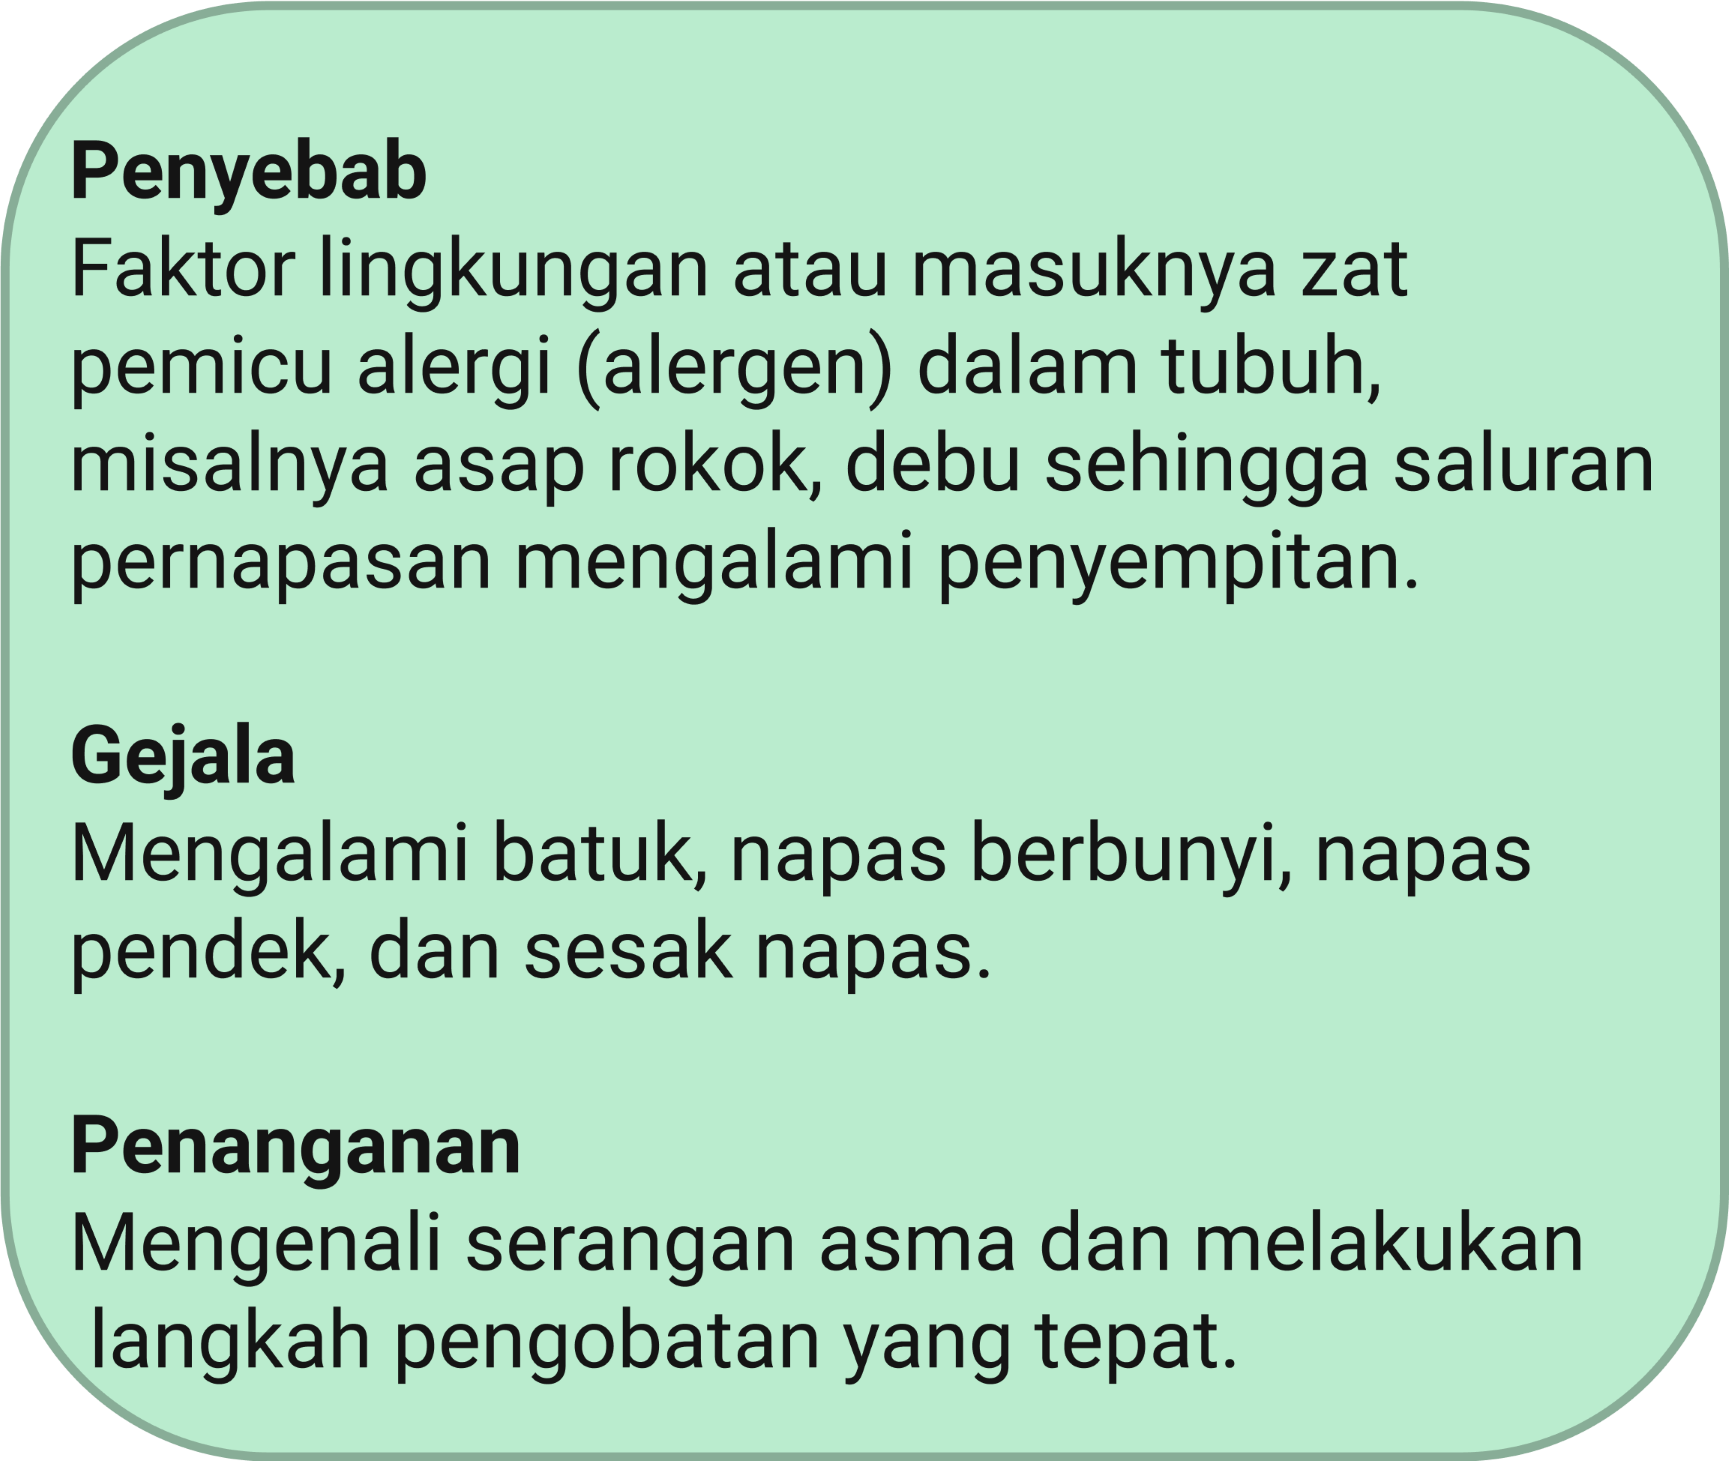 Penyebab
Faktor lingkungan atau masuknya zat
pemicu alergi (alergen) dalam tubuh,
misalnya asap rokok, debu sehingga saluran
pernapasan mengalami penyempitan.
Gejala
Mengalami batuk, napas berbunyi, napas
pendek, dan sesak napas.
Penanganan
Mengenali serangan asma dan melakukan
langkah pengobatan yang tepat.